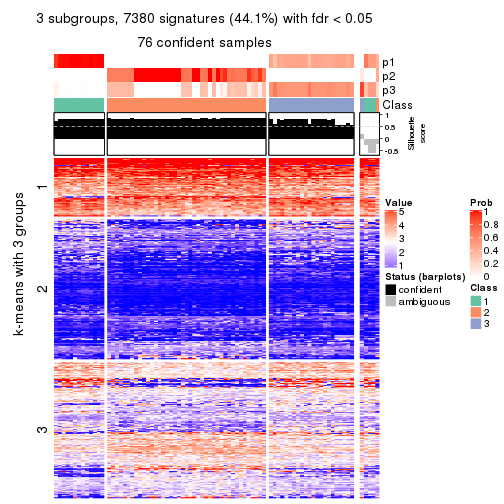 3 subgroups, 7380 signatures (44.1%) with fdr < 0.05
76 confident samples
p1
p2
p3
Class
1
0.5
0
-0.5
Silhouette
score
k-means with 3 groups
1
2
3
Value
5
4
3
2
1
Status (barplots)
confident
ambiguous
Prob
1
0.8
0.6
0.4
0.2
0
Class
1
2
3